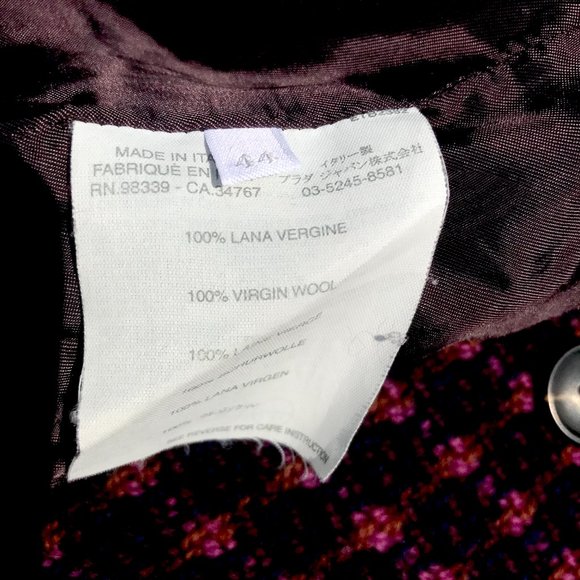 MADE IN ITA
イタリー製
FABRIQUE EN
44
プラダ ジャパン株式会社
RN.98339 - CA.34767
03-5245-8581
100% LANA VERGINE
100% VIRGIN WOOL
100% LAINE VIERGE
100% SCHURWOLLE
100% LANA VIRGEN
100%
SEE REVERSE FOR CARE INSTRUCTION